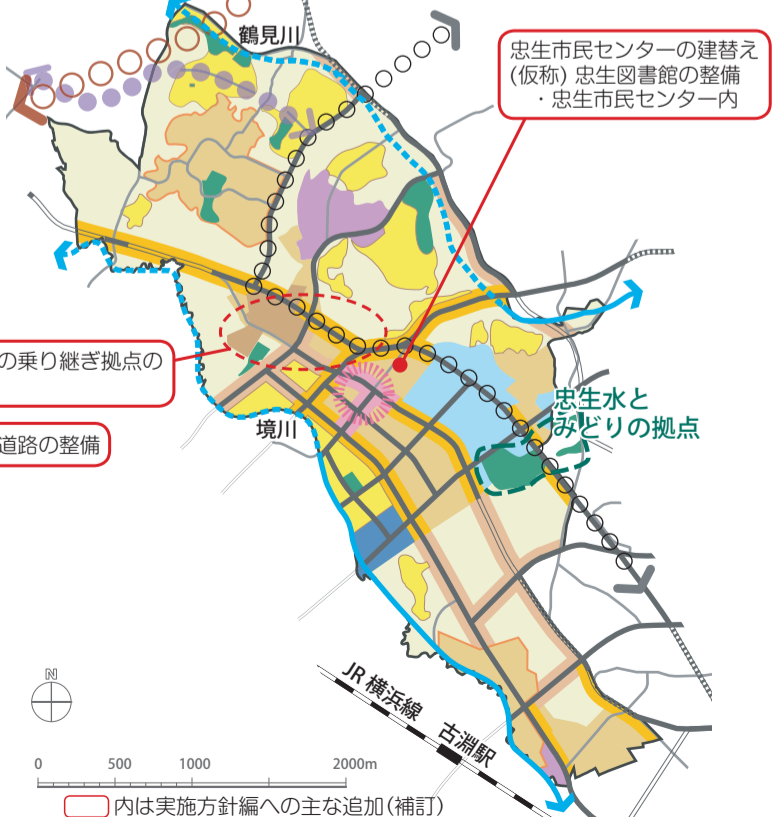 鶴見川
忠生市民センターの建替え
(仮称) 忠生図書館の整備
・忠生市民センター内
の乗り継ぎ拠点の
道路の整備
境川
忠生水と
みどりの拠点
JR 横浜線 古淵駅
N
0 500 1000 2000m
内は実施方針編への主な追加(補訂)